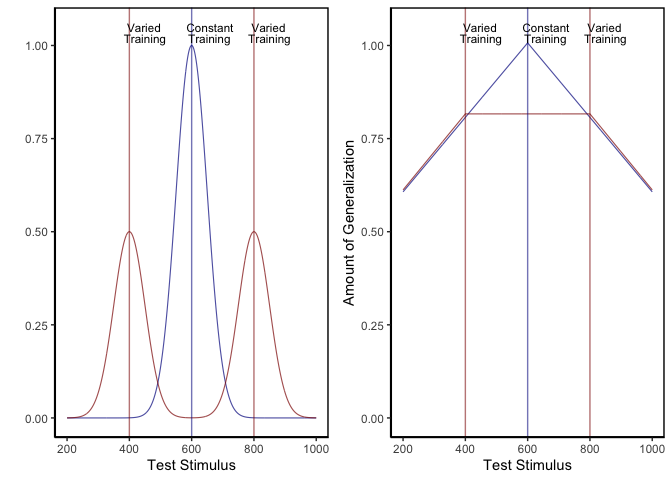 Varied Constant Varied
Training Training Training
1.00
0.75
0.50
0.25
0.00
200 400 600 800 1000
Test Stimulus
Amount of Generalization
Varied Constant Varied
Training Training Training
1.00
0.75
0.50
0.25
0.00
200 400 600 800 1000
Test Stimulus